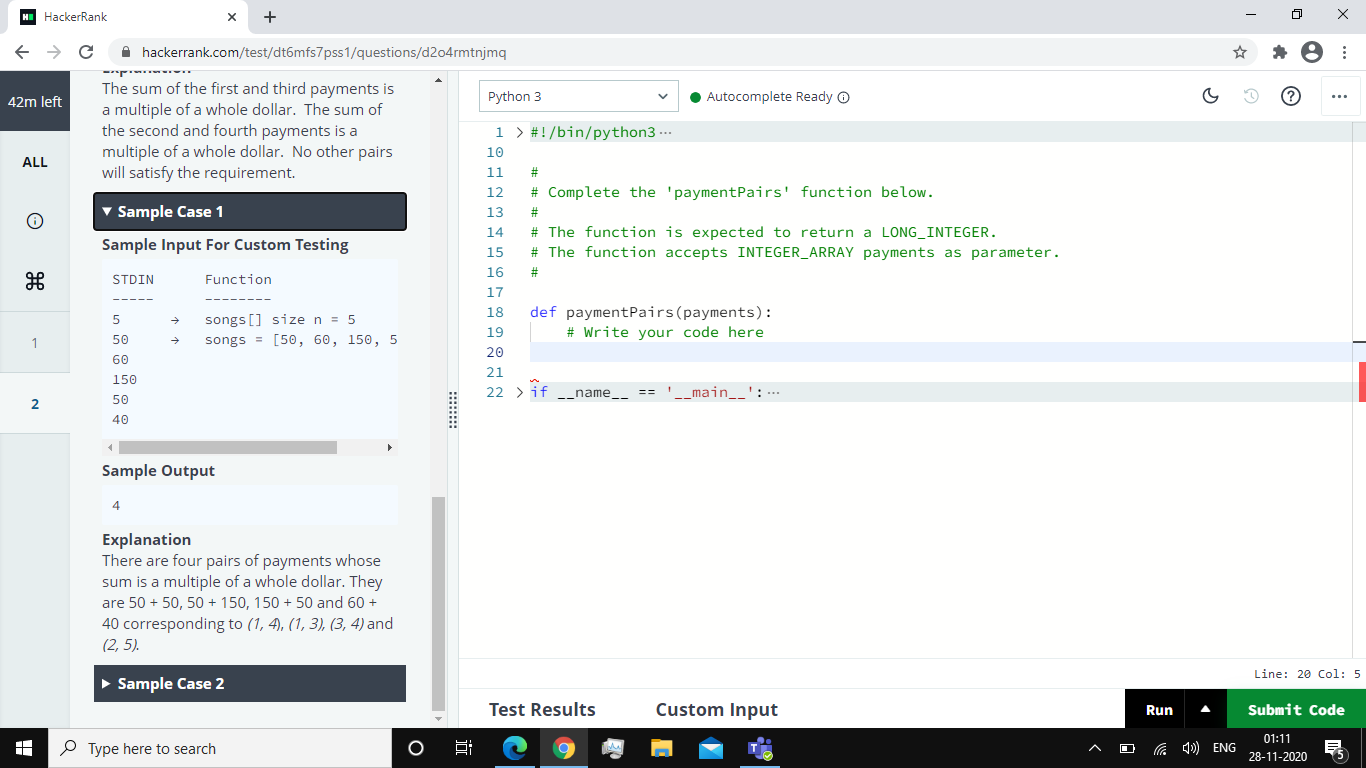 HackerRank
hackerrank.com/test/dt6mfs7pss1/questions/d2o4rmtnjmq
42m left
ALL
1
2
Explanation
The sum of the first and third payments is
a multiple of a whole dollar. The sum of
the second and fourth payments is a
multiple of a whole dollar. No other pairs
will satisfy the requirement.
Sample Case 1
Sample Input For Custom Testing
STDIN Function
----- --------
5 → songs[] size n = 5
50 → songs = [50, 60, 150, 5
60
150
50
40
Sample Output
4
Explanation
There are four pairs of payments whose
sum is a multiple of a whole dollar. They
are 50 + 50, 50 + 150, 150 + 50 and 60 +
40 corresponding to (1, 4), (1, 3), (3, 4) and
(2, 5).
Sample Case 2
Python 3
Autocomplete Ready
1 #!/bin/python3 ···
10
11 #
12 # Complete the 'paymentPairs' function below.
13 #
14 # The function is expected to return a LONG_INTEGER.
15 # The function accepts INTEGER_ARRAY payments as parameter.
16 #
17
18 def paymentPairs(payments):
19 # Write your code here
20
21
22 if __name__ == '__main__': ···
Line: 20 Col: 5
Test Results Custom Input
Run
Submit Code
Type here to search
ENG
01:11
28-11-2020
5